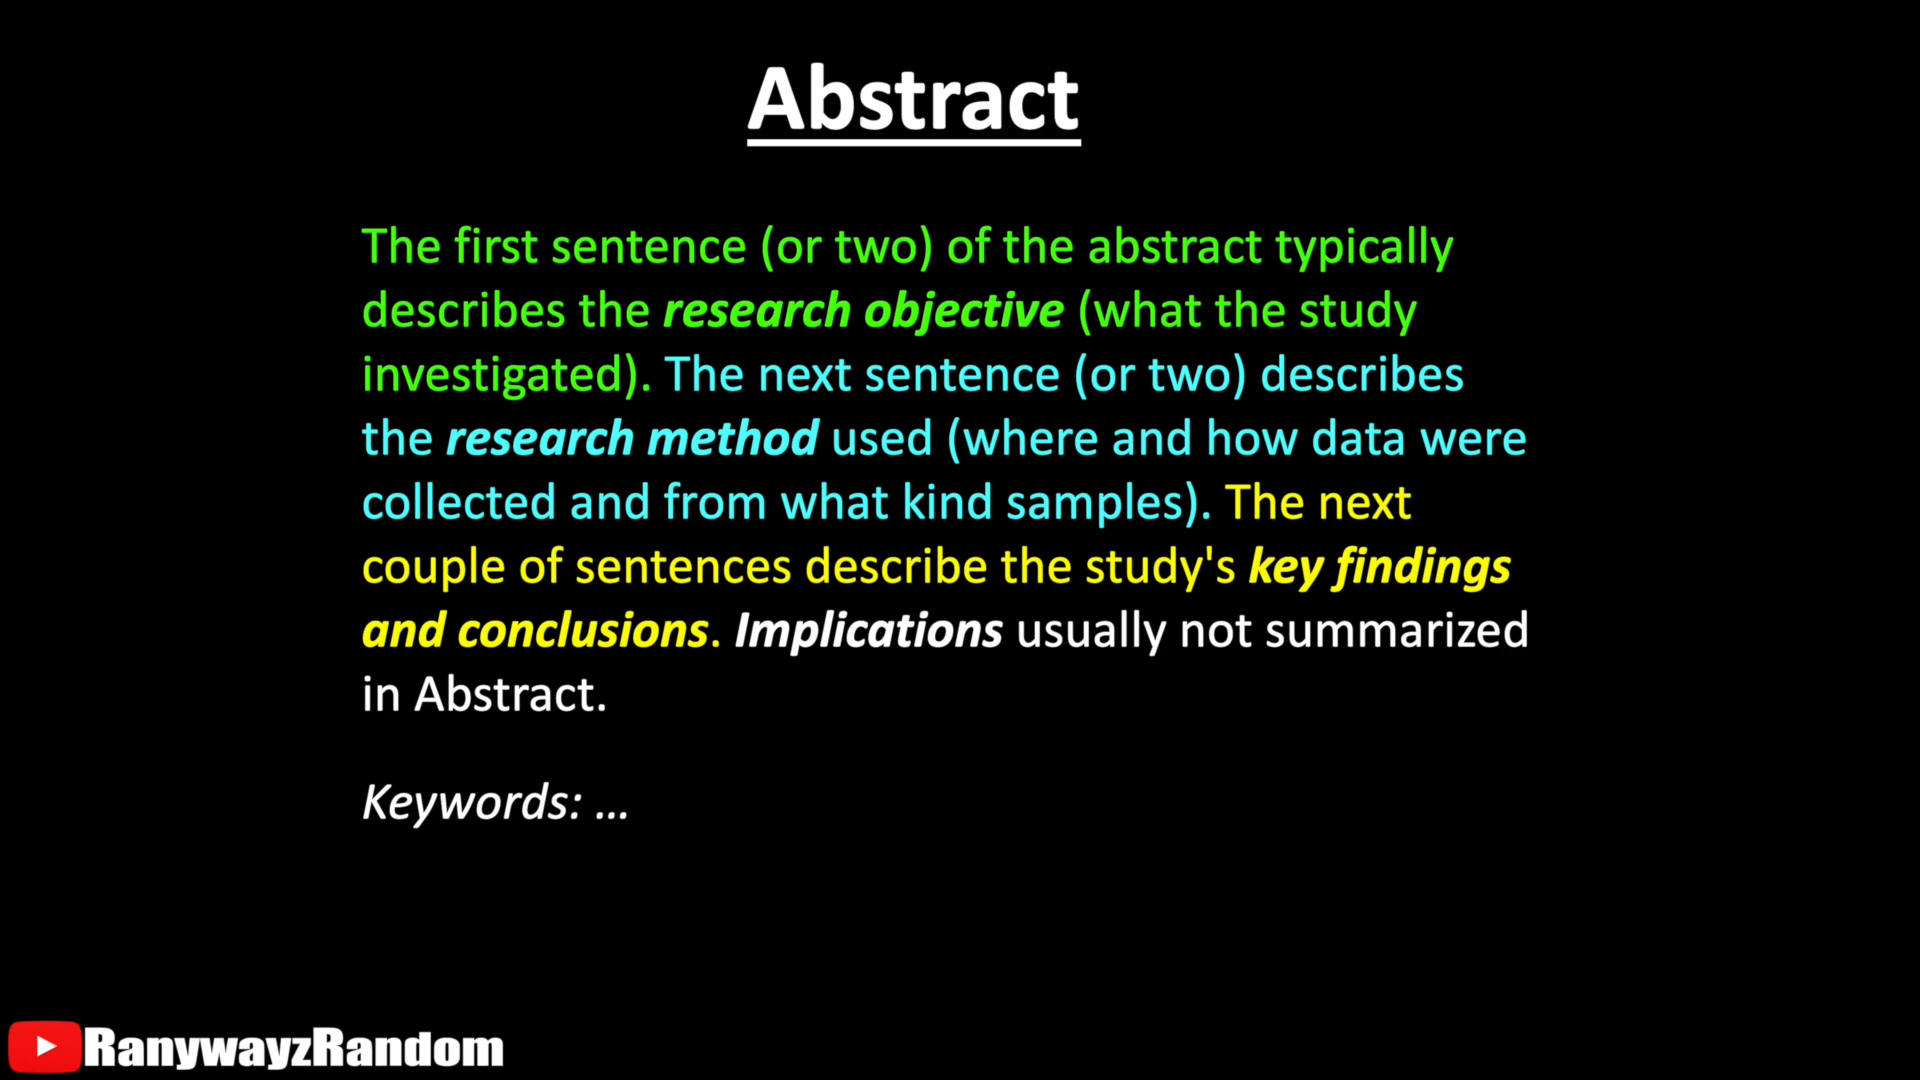 Abstract
The first sentence (or two) of the abstract typically
describes the research objective (what the study
investigated). The next sentence (or two) describes
the research method used (where and how data were
collected and from what kind samples). The next
couple of sentences describe the study's key findings
and conclusions. Implications usually not summarized
in Abstract.
Keywords: ...
RanywayzRandom